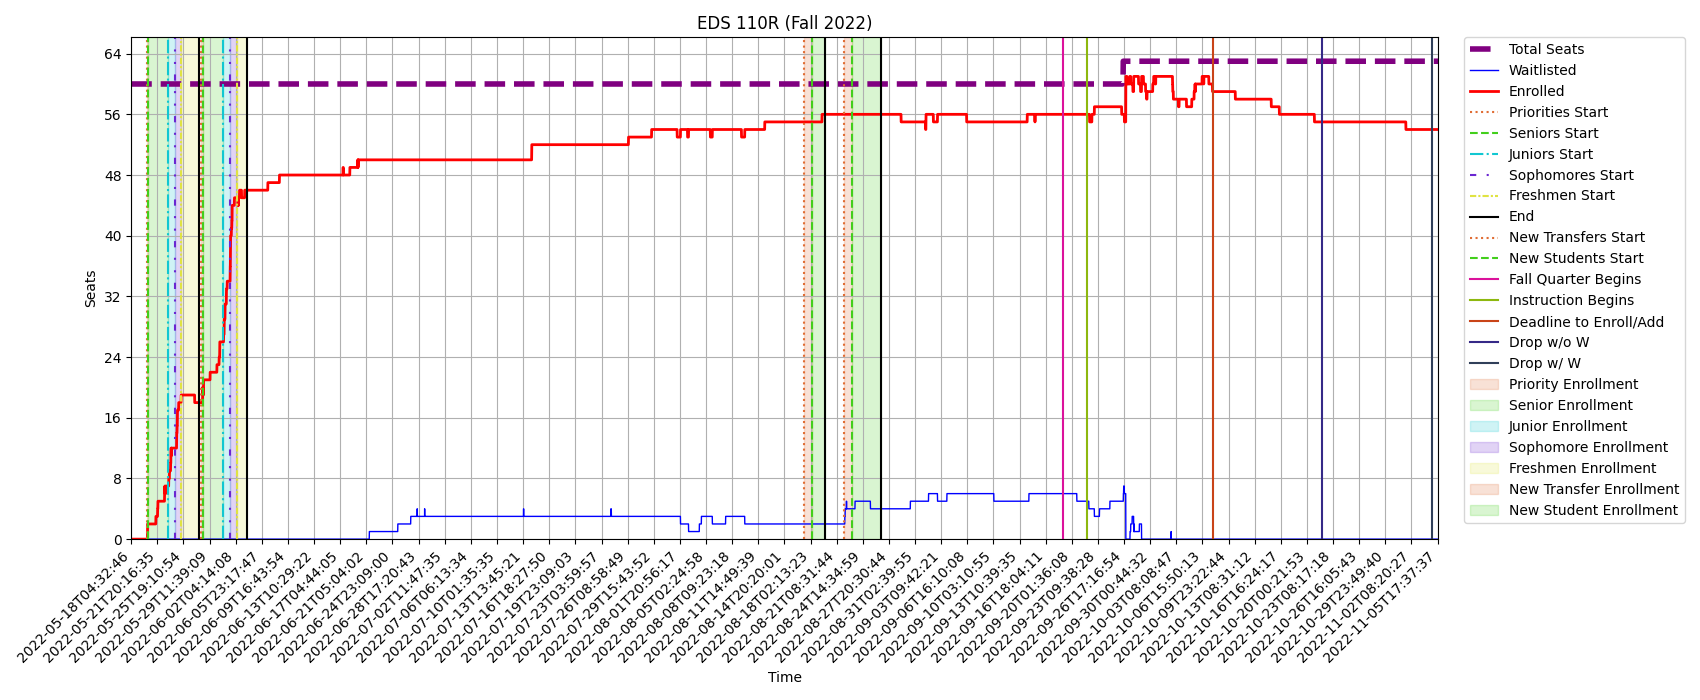 EDS 110R (Fall 2022)
Seats
64
56
48
40
32
24
16
8
0
2022-05-18T04:32:46
2022-05-21T20:16:35
2022-05-25T19:10:54
2022-05-29T11:39:09
2022-06-02T04:14:08
2022-06-05T23:17:47
2022-06-09T16:43:54
2022-06-13T10:29:22
2022-06-17T04:44:05
2022-06-21T05:04:02
2022-06-24T23:09:00
2022-06-28T17:20:43
2022-07-02T11:47:35
2022-07-06T06:13:34
2022-07-10T01:35:35
2022-07-13T13:45:21
2022-07-16T18:27:50
2022-07-19T23:09:03
2022-07-23T03:59:57
2022-07-26T08:58:49
2022-07-29T15:43:52
2022-08-01T20:56:17
2022-08-05T02:24:58
2022-08-08T09:23:18
2022-08-11T14:49:39
2022-08-14T20:20:01
2022-08-18T02:13:23
2022-08-21T08:31:44
2022-08-24T14:34:59
2022-08-27T20:30:44
2022-08-31T02:39:55
2022-09-03T09:42:21
2022-09-06T16:10:08
2022-09-10T03:10:55
2022-09-13T10:39:35
2022-09-16T18:04:11
2022-09-20T01:36:08
2022-09-23T09:38:28
2022-09-26T17:16:54
2022-09-30T00:44:32
2022-10-03T08:08:47
2022-10-06T15:50:13
2022-10-09T23:22:44
2022-10-13T08:31:12
2022-10-16T16:24:17
2022-10-20T00:21:53
2022-10-23T08:17:18
2022-10-26T16:05:43
2022-10-29T23:49:40
2022-11-02T08:20:27
2022-11-05T17:37:37
Time
Total Seats
Waitlisted
Enrolled
Priorities Start
Seniors Start
Juniors Start
Sophomores Start
Freshmen Start
End
New Transfers Start
New Students Start
Fall Quarter Begins
Instruction Begins
Deadline to Enroll/Add
Drop w/o W
Drop w/ W
Priority Enrollment
Senior Enrollment
Junior Enrollment
Sophomore Enrollment
Freshmen Enrollment
New Transfer Enrollment
New Student Enrollment